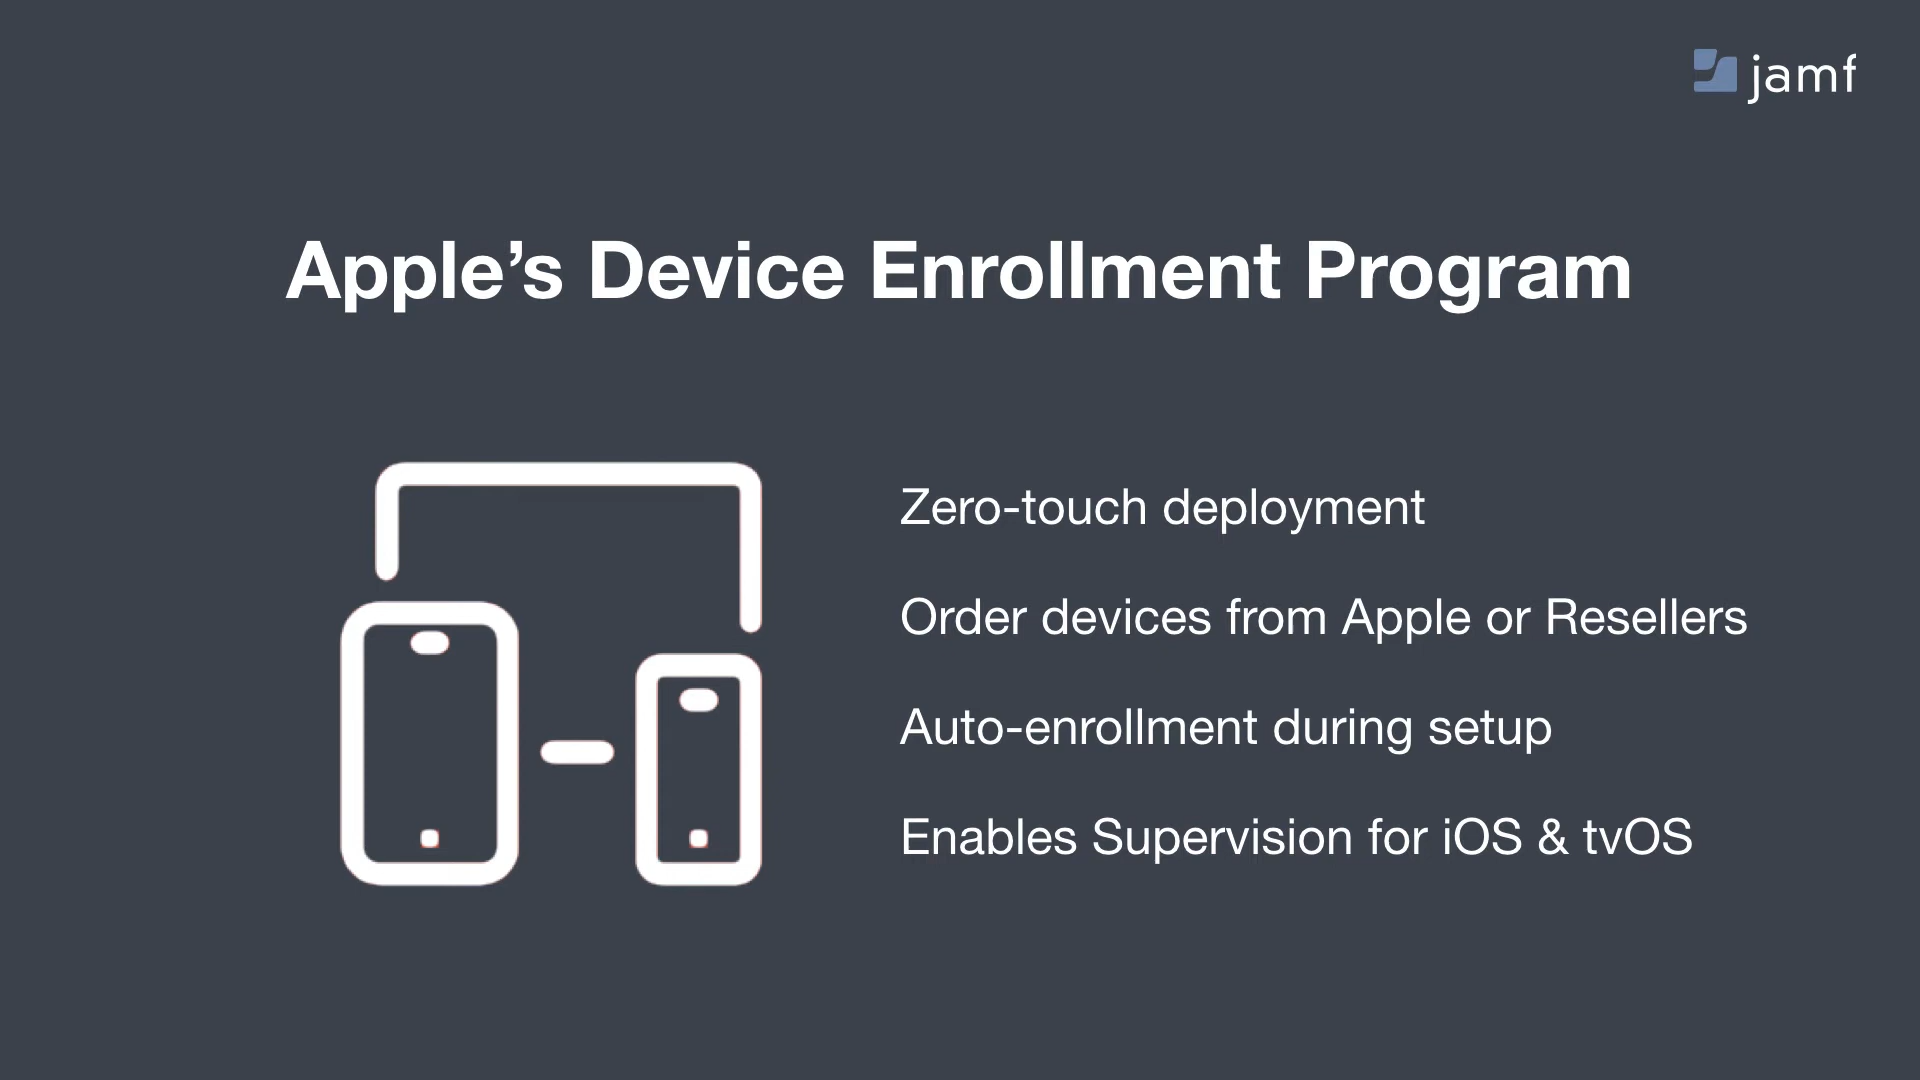 jamf
Apple’s Device Enrollment Program
Zero-touch deployment
Order devices from Apple or Resellers
Auto-enrollment during setup
Enables Supervision for iOS & tvOS